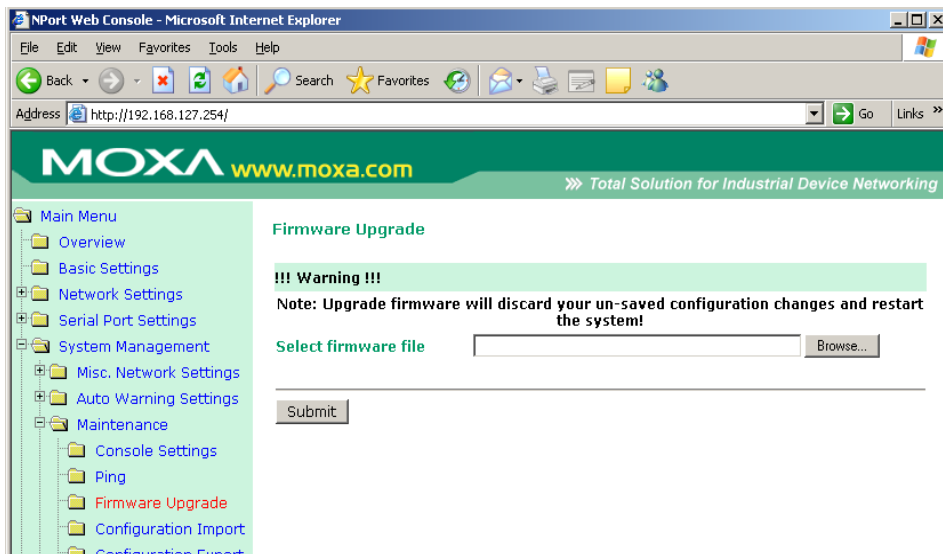 NPort Web Console - Microsoft Internet Explorer
File Edit View Favorites Tools Help
Back Search Favorites
Address http://192.168.127.254/ Go Links »
MOXA www.moxa.com
Total Solution for Industrial Device Networking
Main Menu
Overview
Basic Settings
Network Settings
Serial Port Settings
System Management
Misc. Network Settings
Auto Warning Settings
Maintenance
Console Settings
Ping
Firmware Upgrade
Configuration Import
Configuration Export
Firmware Upgrade
!!! Warning !!!
Note: Upgrade firmware will discard your un-saved configuration changes and restart
the system!
Select firmware file Browse...
Submit